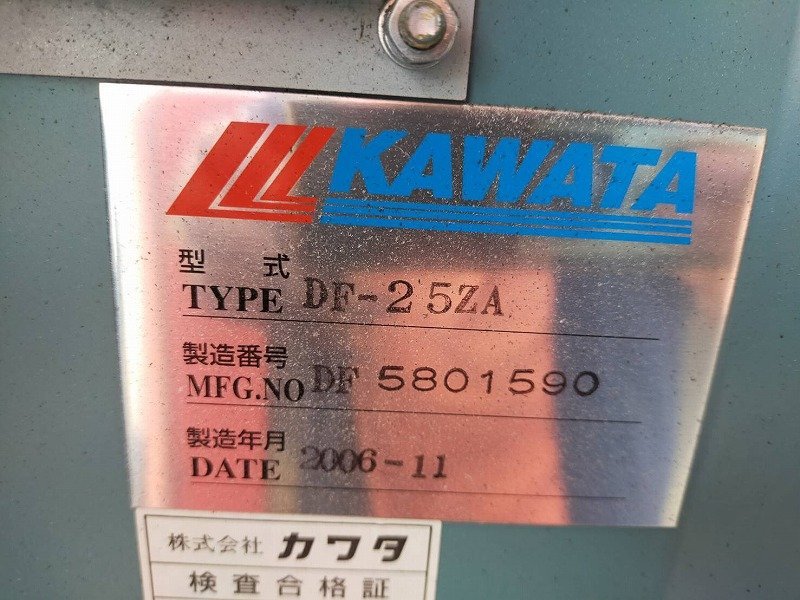 KAWATA
型式
TYPE DF-25ZA
製造番号
MFG.NO DF 5801590
製造年月
DATE 2006-11
株式会社 カワタ
検査合格証